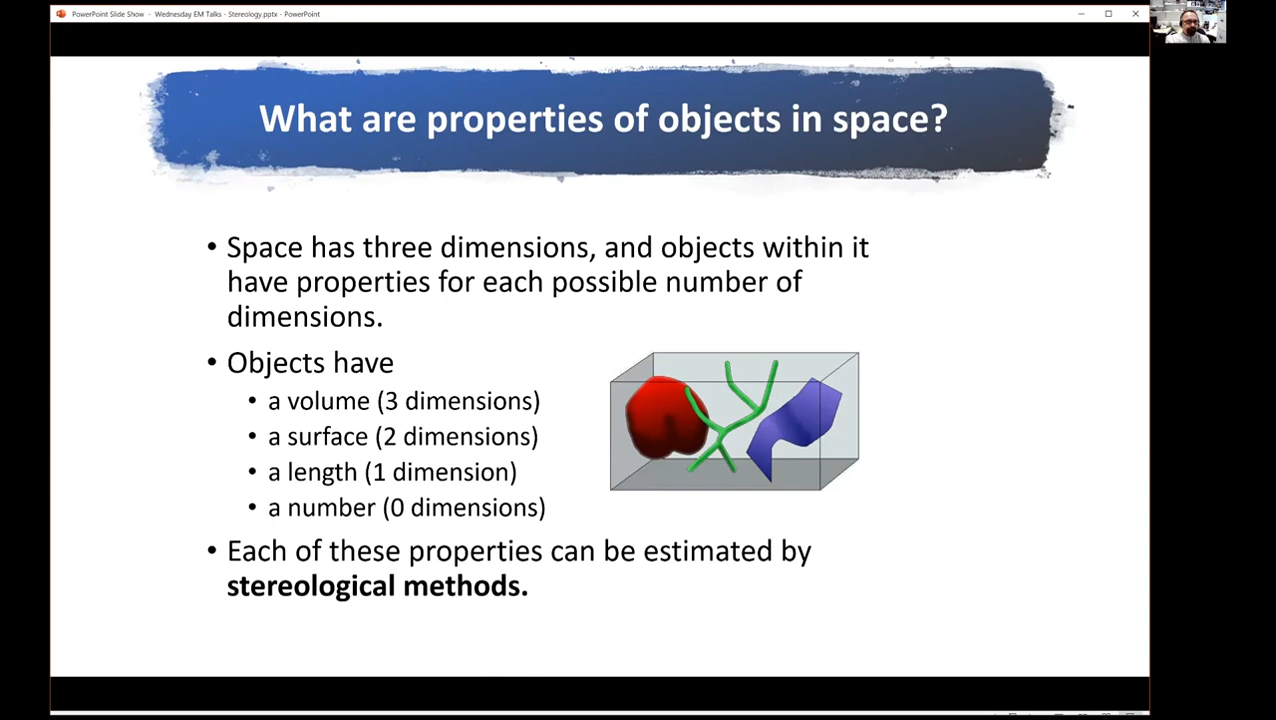 PowerPoint Slide Show - Wednesday EM Talks - Stereology.pptx - PowerPoint
What are properties of objects in space?
• Space has three dimensions, and objects within it
have properties for each possible number of
dimensions.
• Objects have
• a volume (3 dimensions)
• a surface (2 dimensions)
• a length (1 dimension)
• a number (0 dimensions)
• Each of these properties can be estimated by
stereological methods.